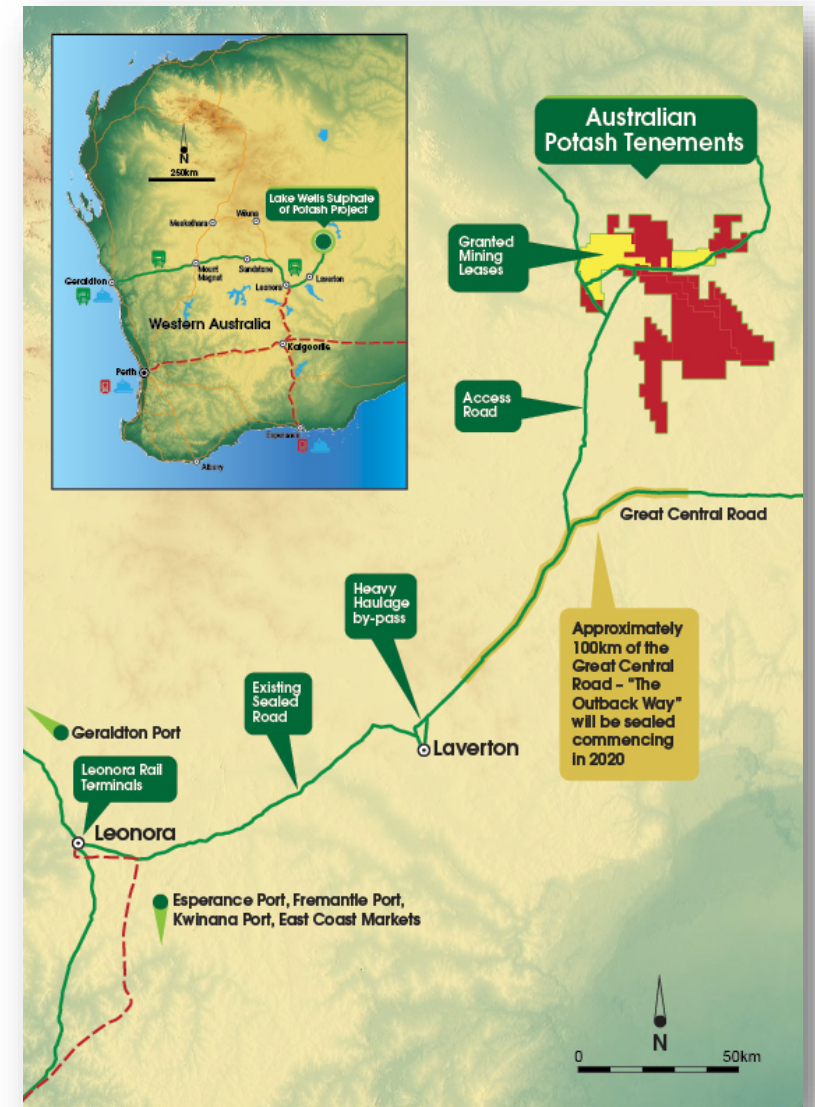 Australian
Potash Tenements
N
250km
Lake Wells Sulphate
of Potash Project
Meekathara
Wiluna
Geraldton
Mount
Magnet
Sandstone
Leonora
Laverton
Western Australia
Kalgoorlie
Perth
Esperance
Albany
Granted
Mining
Leases
Access
Road
Great Central Road
Heavy
Haulage
by-pass
Approximately
100km of the
Great Central
Road – "The
Outback Way"
will be sealed
commencing
in 2020
Existing
Sealed
Road
Geraldton Port
Laverton
Leonora Rail
Terminals
Leonora
Esperance Port, Fremantle Port,
Kwinana Port, East Coast Markets
N
0 50km